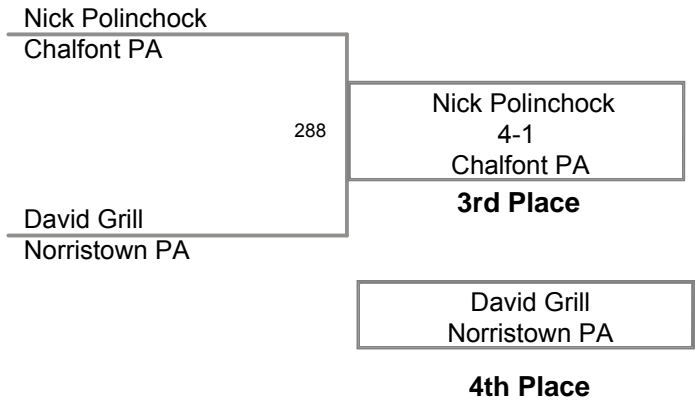 Nick Polinchock
Chalfont PA
288
Nick Polinchock
4-1
Chalfont PA
3rd Place
David Grill
Norristown PA
David Grill
Norristown PA
4th Place